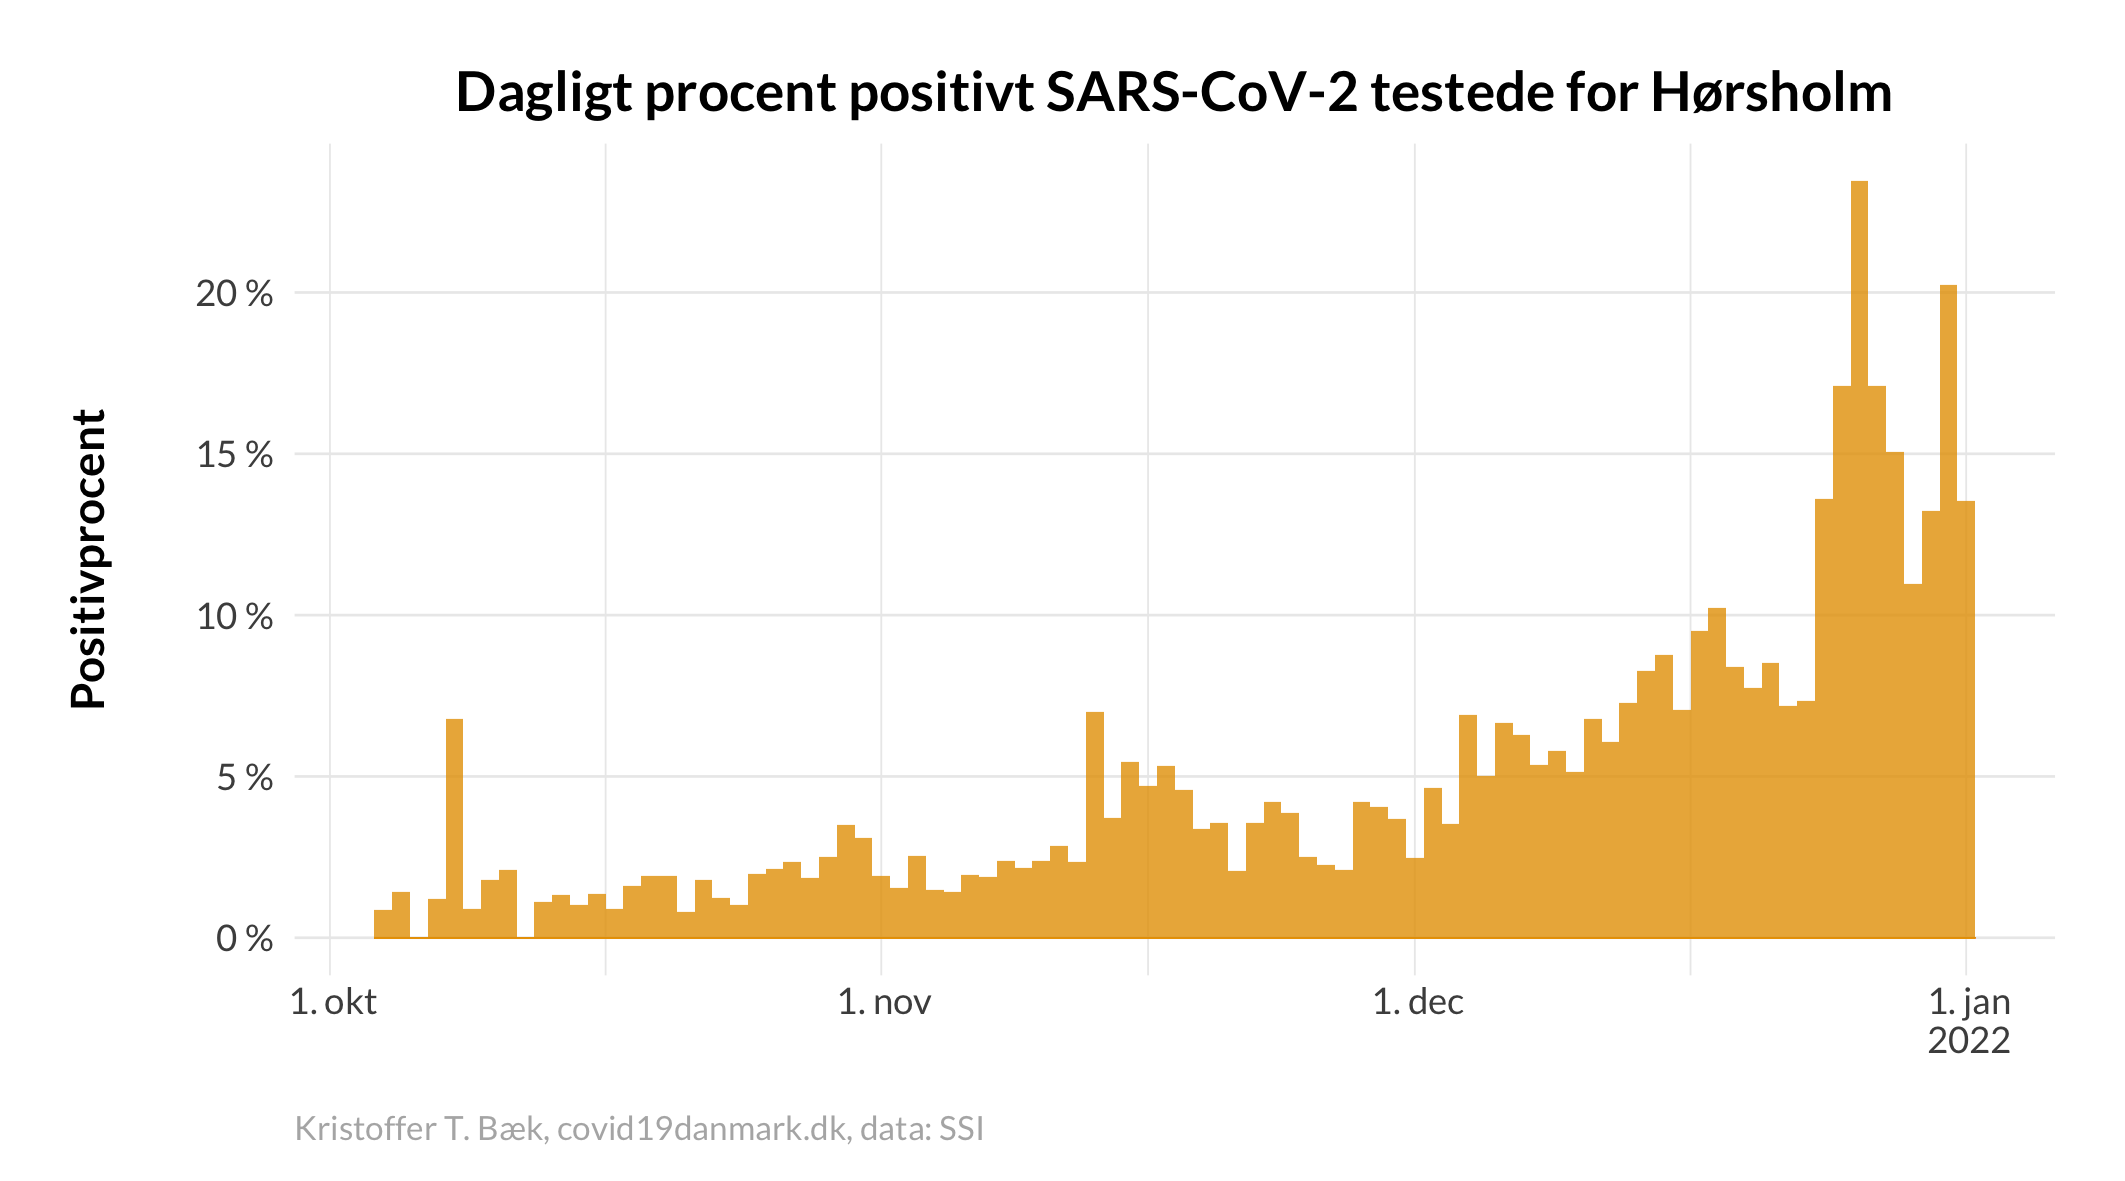 Dagligt procent positivt SARS-CoV-2 testede for Hørsholm
Positivprocent
20 %
15 %
10 %
5 %
0 %
1. okt
1. nov
1. dec
1. jan
2022
Kristoffer T. Bæk, covid19danmark.dk, data: SSI